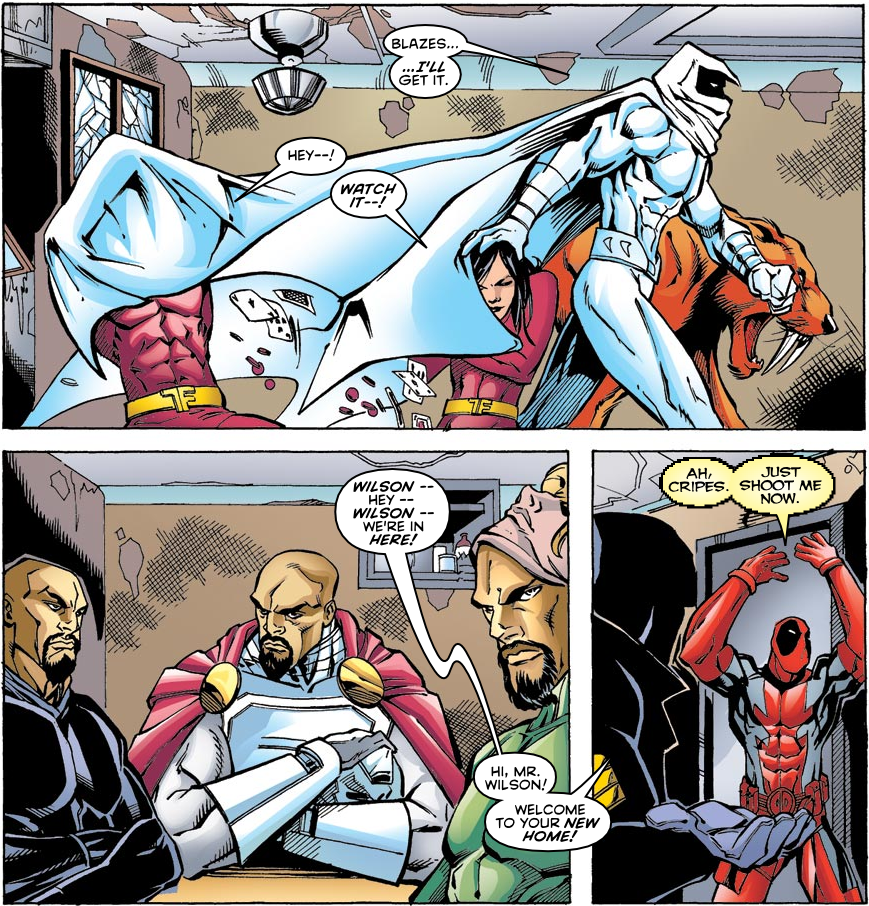 BLAZES...
...I'LL
GET IT.
HEY--!
WATCH
IT--!
TF
TF
WILSON --
HEY --
WILSON --
WE'RE IN
HERE!
HI, MR.
WILSON!
WELCOME
TO YOUR NEW
HOME!
AH,
CRIPES.
JUST
SHOOT ME
NOW.